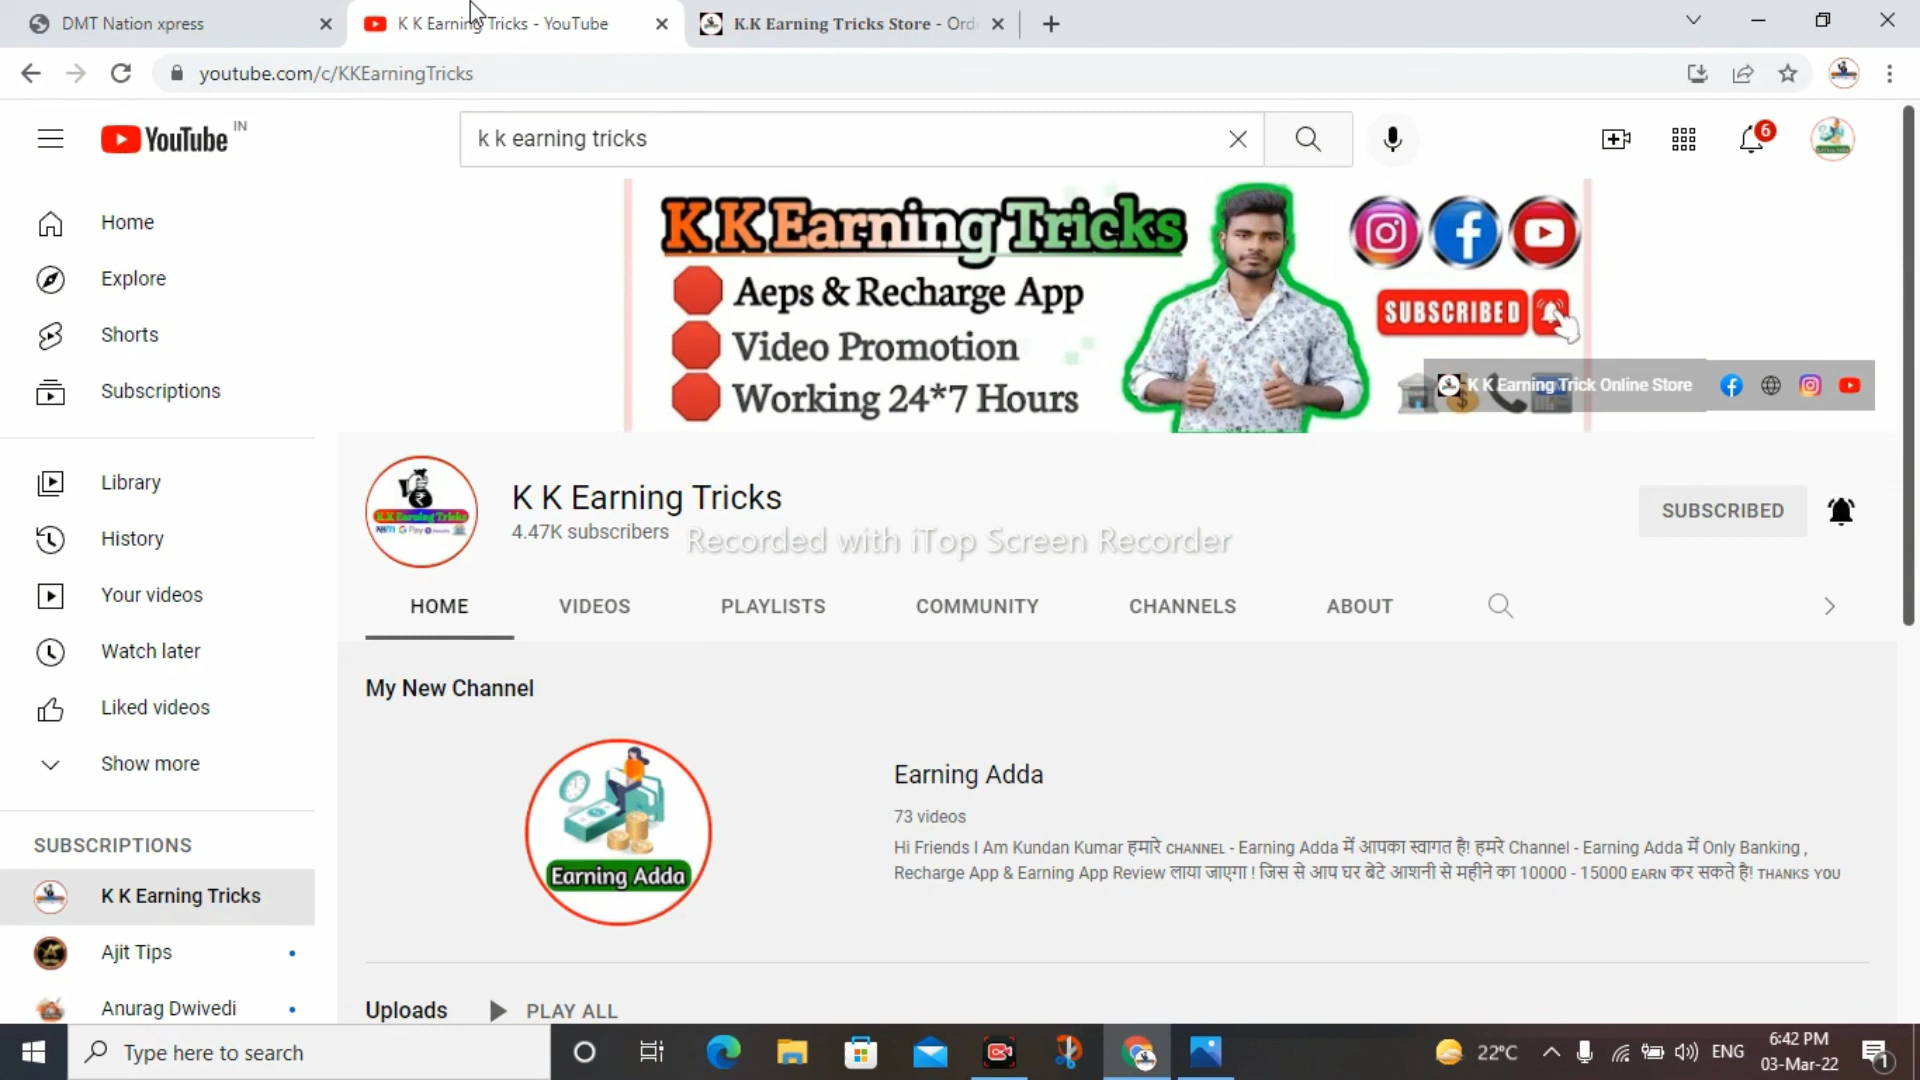 DMT Nation xpress
K K Earning Tricks - YouTube
K.K Earning Tricks Store - Ord
youtube.com/c/KKEarningTricks
YouTube IN
k k earning tricks
6
Home
Explore
Shorts
Subscriptions
Library
History
Your videos
Watch later
Liked videos
Show more
SUBSCRIPTIONS
K K Earning Tricks
Ajit Tips
Anurag Dwivedi
K K Earning Tricks
Aeps & Recharge App
Video Promotion
Working 24*7 Hours
SUBSCRIBED
K K Earning Trick Online Store
K.K Earning Tricks
K K Earning Tricks
4.47K subscribers
SUBSCRIBED
Recorded with iTop Screen Recorder
HOME
VIDEOS
PLAYLISTS
COMMUNITY
CHANNELS
ABOUT
My New Channel
Earning Adda
Earning Adda
73 videos
Hi Friends I Am Kundan Kumar हमारे CHANNEL - Earning Adda में आपका स्वागत है! हमरे Channel - Earning Adda में Only Banking ,
Recharge App & Earning App Review लाया जाएगा ! जिस से आप घर बेटे आशनी से महीने का 10000 - 15000 EARN कर सकते है! THANKS YOU
Uploads
PLAY ALL
Type here to search
22°C
ENG
6:42 PM
03-Mar-22
1